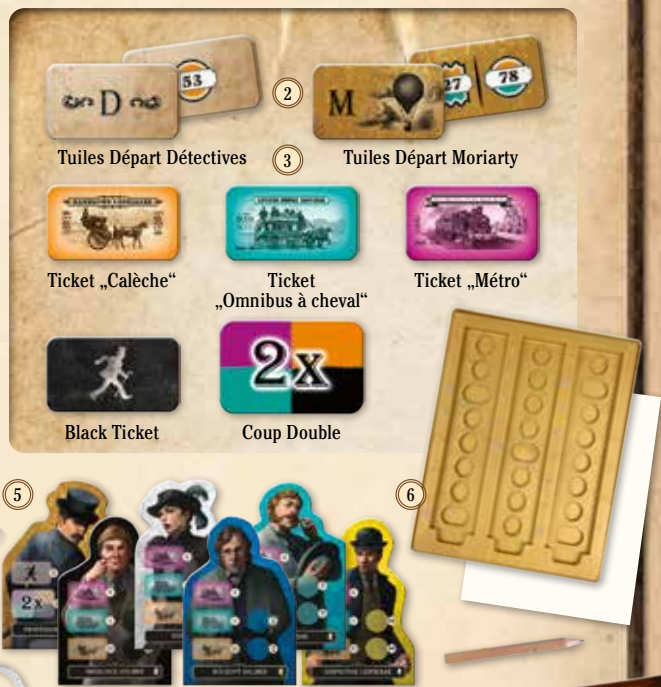 53
D
2
M
27
78
Tuiles Départ Détectives
3
Tuiles Départ Moriarty
Ticket „Calèche“
Ticket
„Omnibus à cheval“
Ticket „Métro“
2x
Black Ticket
Coup Double
5
6
2x